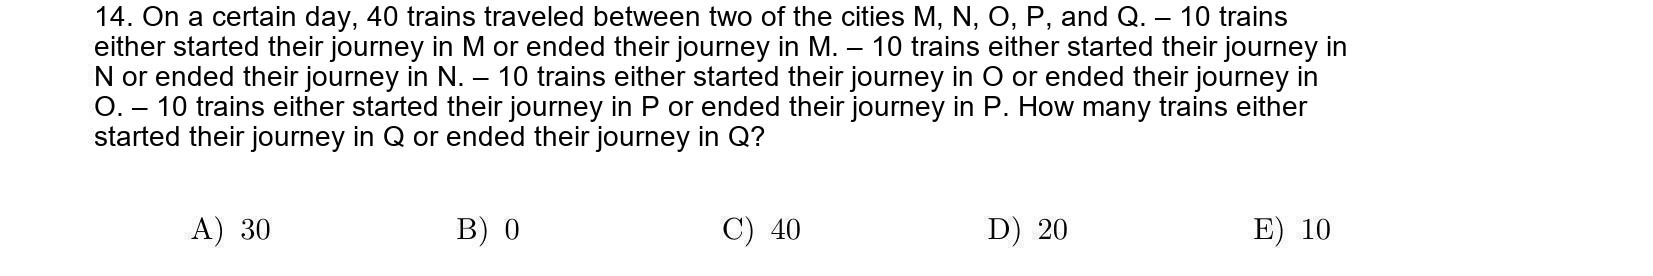 14. On a certain day, 40 trains traveled between two of the cities M, N, O, P, and Q. – 10 trains
either started their journey in M or ended their journey in M. – 10 trains either started their journey in
N or ended their journey in N. – 10 trains either started their journey in O or ended their journey in
O. – 10 trains either started their journey in P or ended their journey in P. How many trains either
started their journey in Q or ended their journey in Q?
A) 30 B) 0 C) 40 D) 20 E) 10